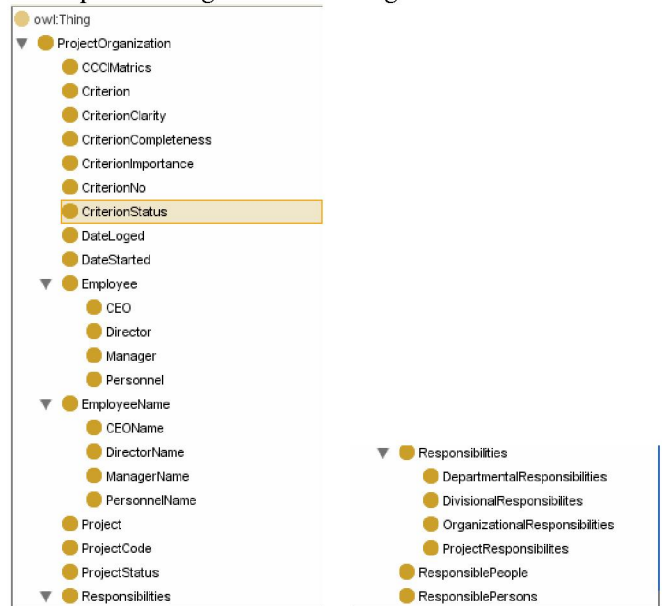 owl:Thing
ProjectOrganization
CCCIMatrics
Criterion
CriterionClarity
CriterionCompleteness
CriterionImportance
CriterionNo
CriterionStatus
DateLoged
DateStarted
Employee
CEO
Director
Manager
Personnel
EmployeeName
CEOName
DirectorName
ManagerName
PersonnelName
Project
ProjectCode
ProjectStatus
Responsibilities
Responsibilities
DepartmentalResponsibilities
DivisionalResponsibilites
OrganizationalResponsibilities
ProjectResponsibilites
ResponsiblePeople
ResponsiblePersons